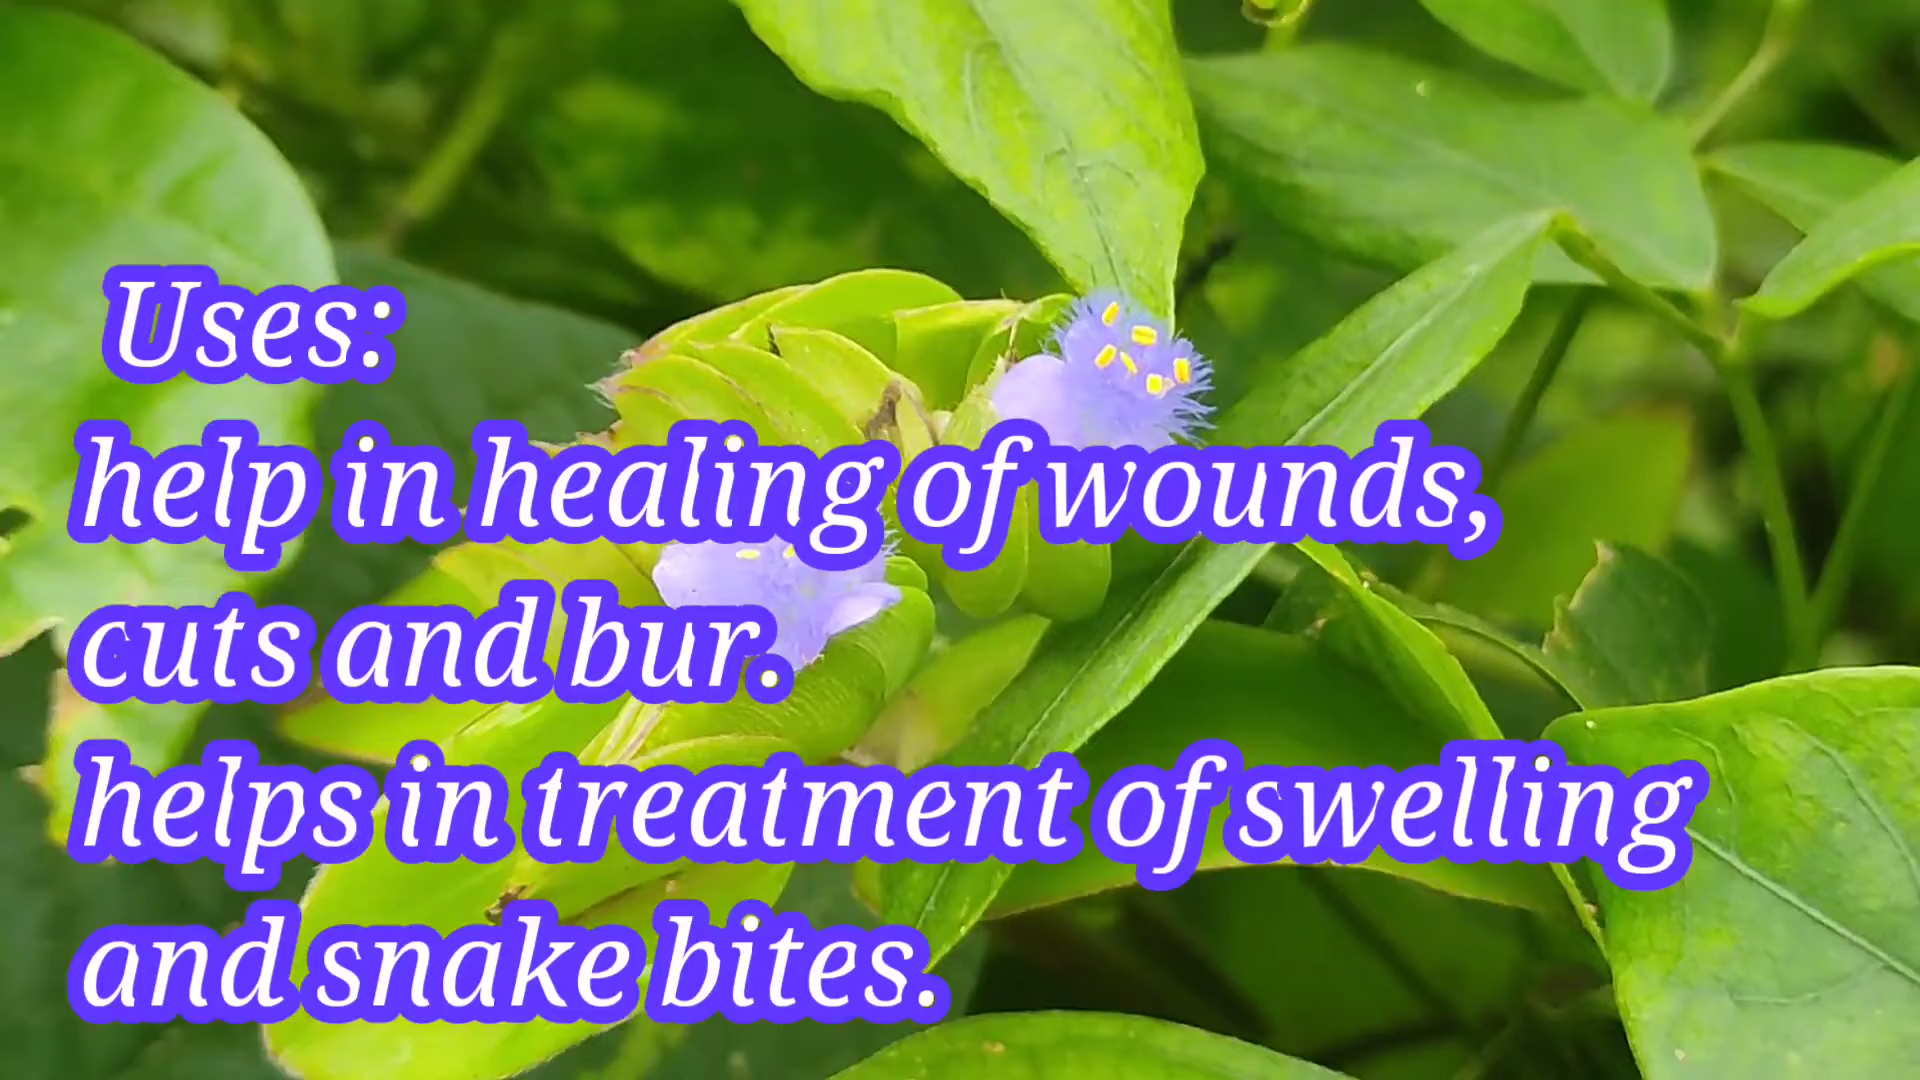 Uses:
help in healing of wounds,
cuts and bur.
helps in treatment of swelling
and snake bites.